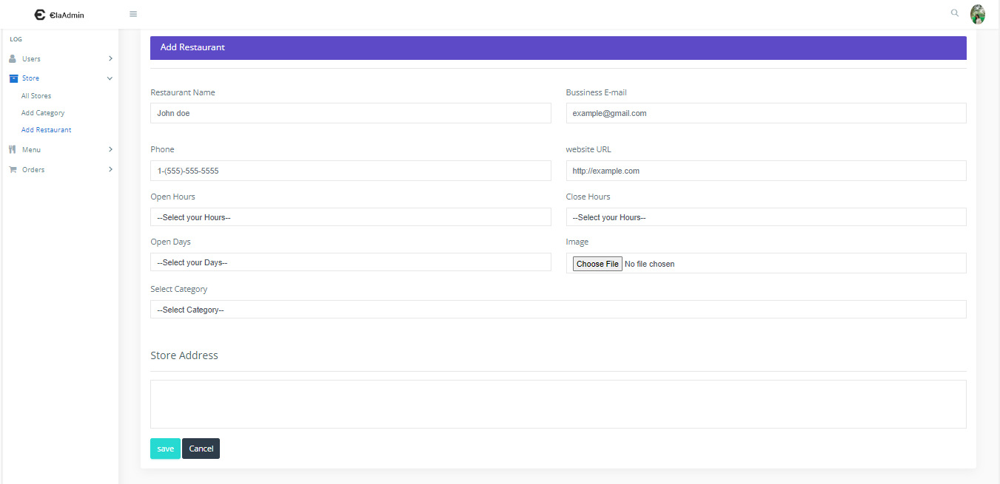 ElaAdmin
LOG
Users
Store
All Stores
Add Category
Add Restaurant
Menu
Orders
Add Restaurant
Restaurant Name
Bussiness E-mail
John doe
example@gmail.com
Phone
website URL
1-(555)-555-5555
http://example.com
Open Hours
Close Hours
--Select your Hours--
--Select your Hours--
Open Days
Image
--Select your Days--
Choose File No file chosen
Select Category
--Select Category--
Store Address
save
Cancel